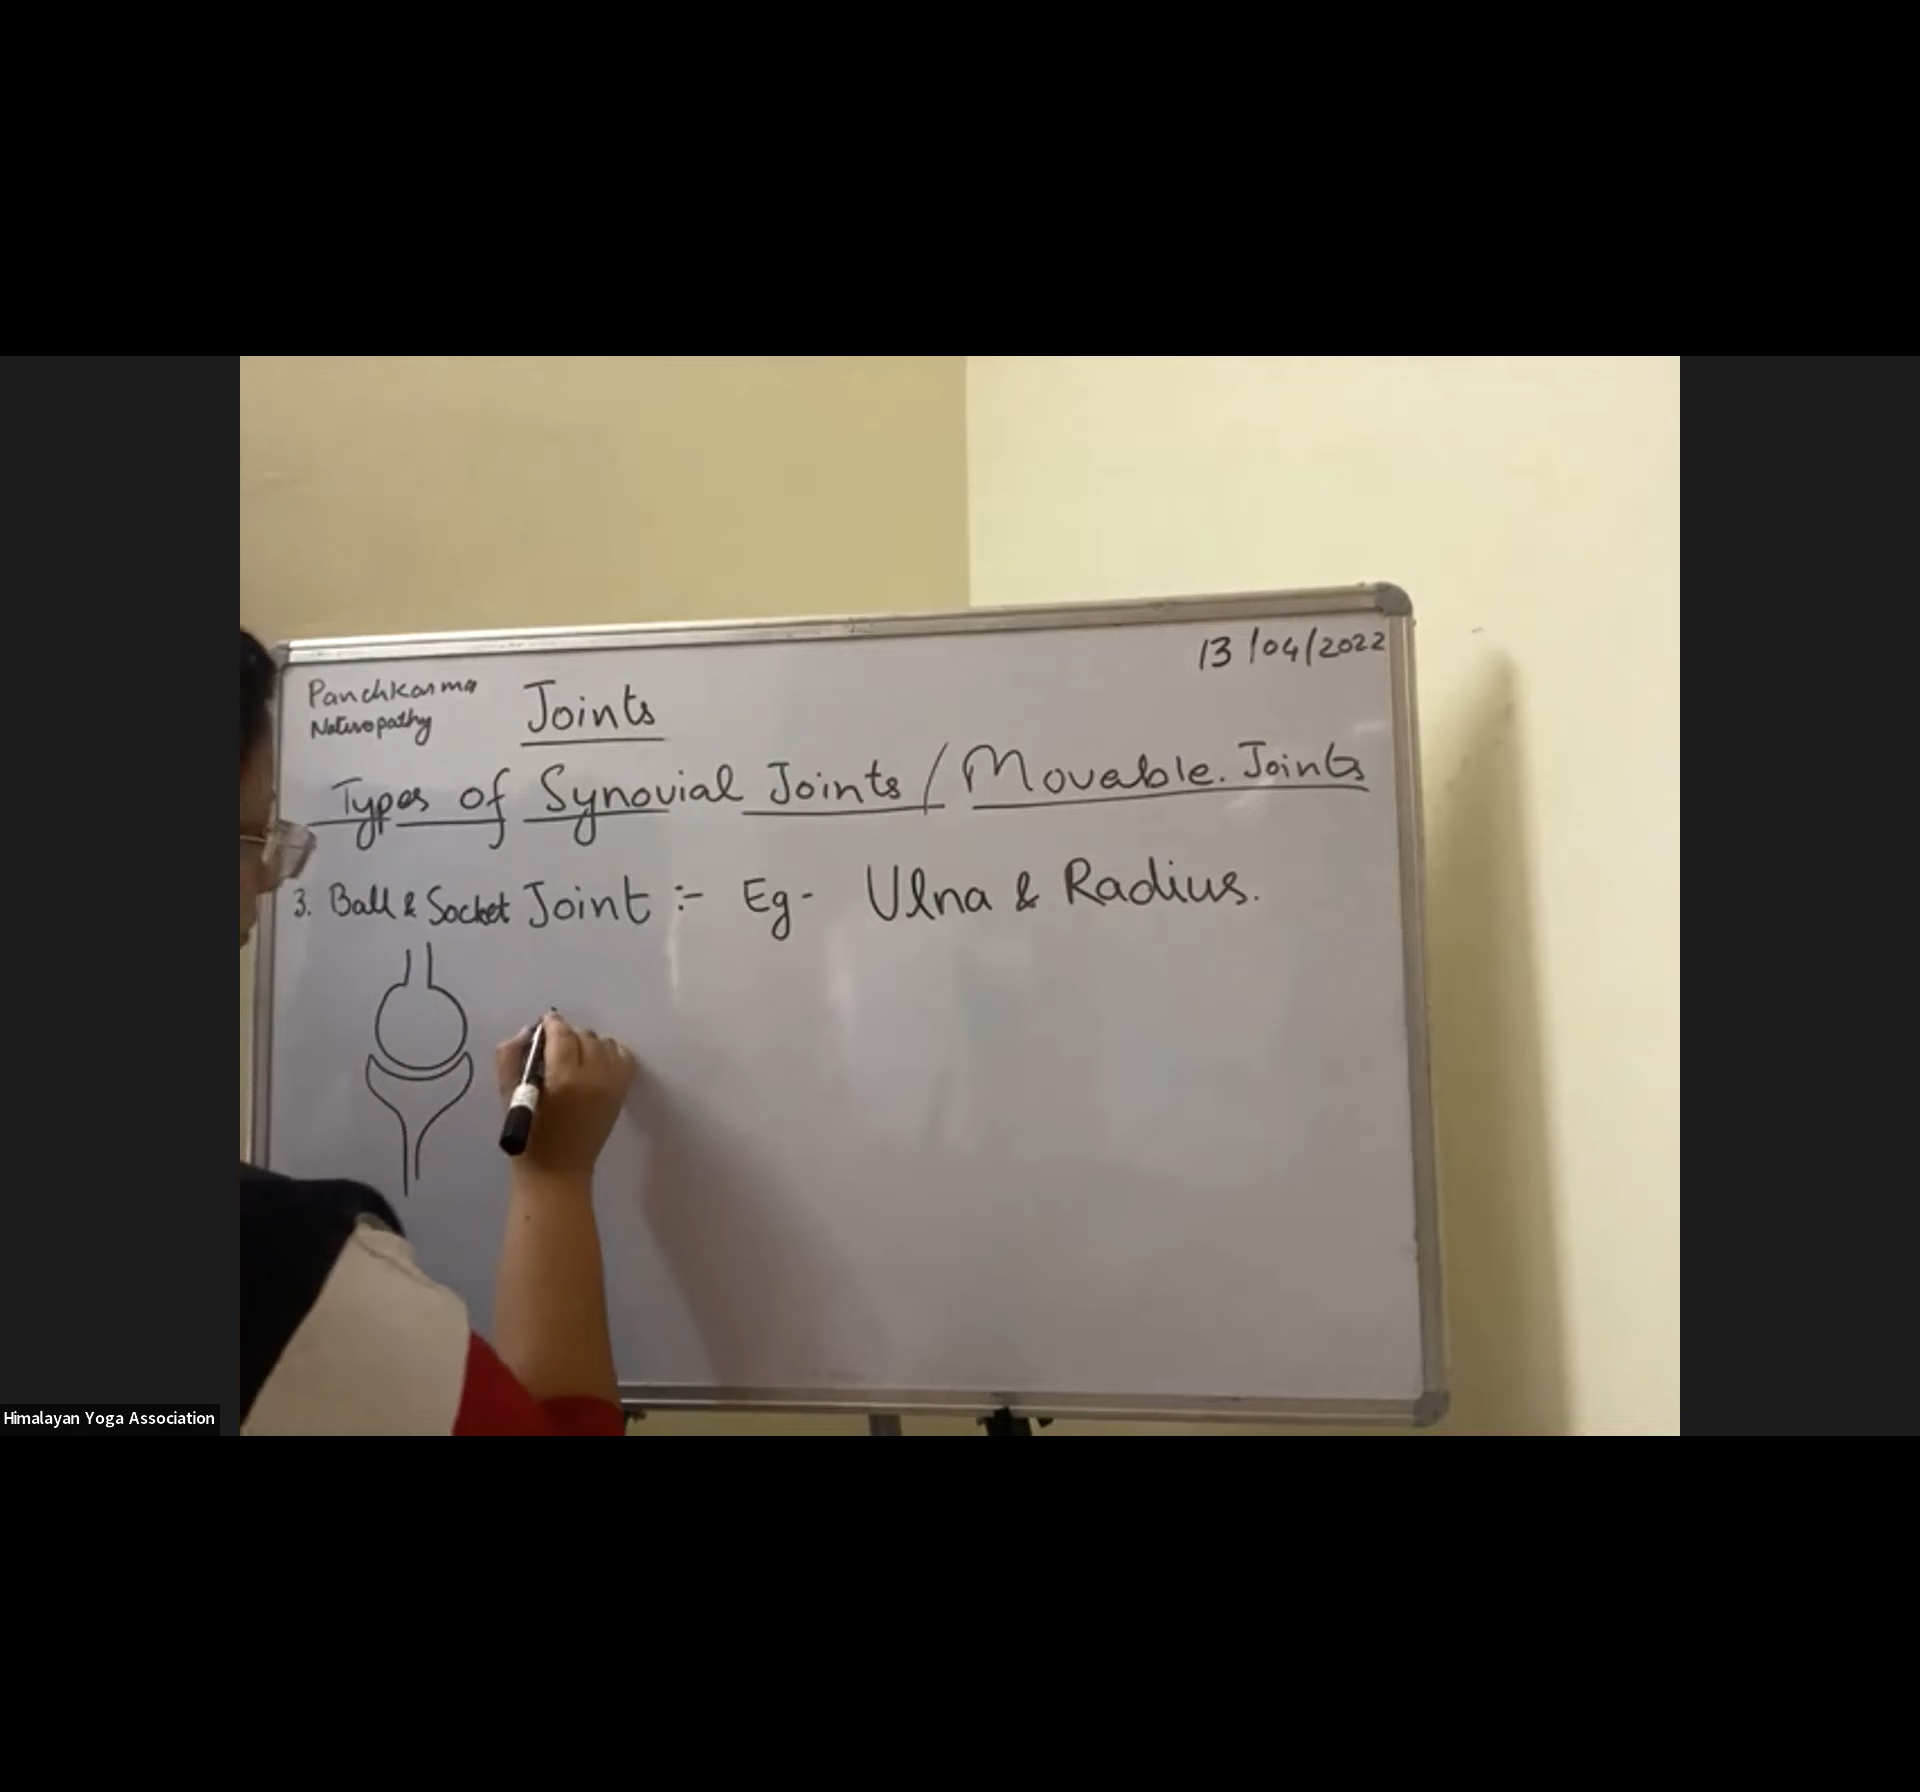 13/04/2022
Panchkarma
Naturopathy
Joints
Types of Synovial Joints / Movable. Joints
3. Ball & Socket Joint :- Eg - Ulna & Radius.
Himalayan Yoga Association